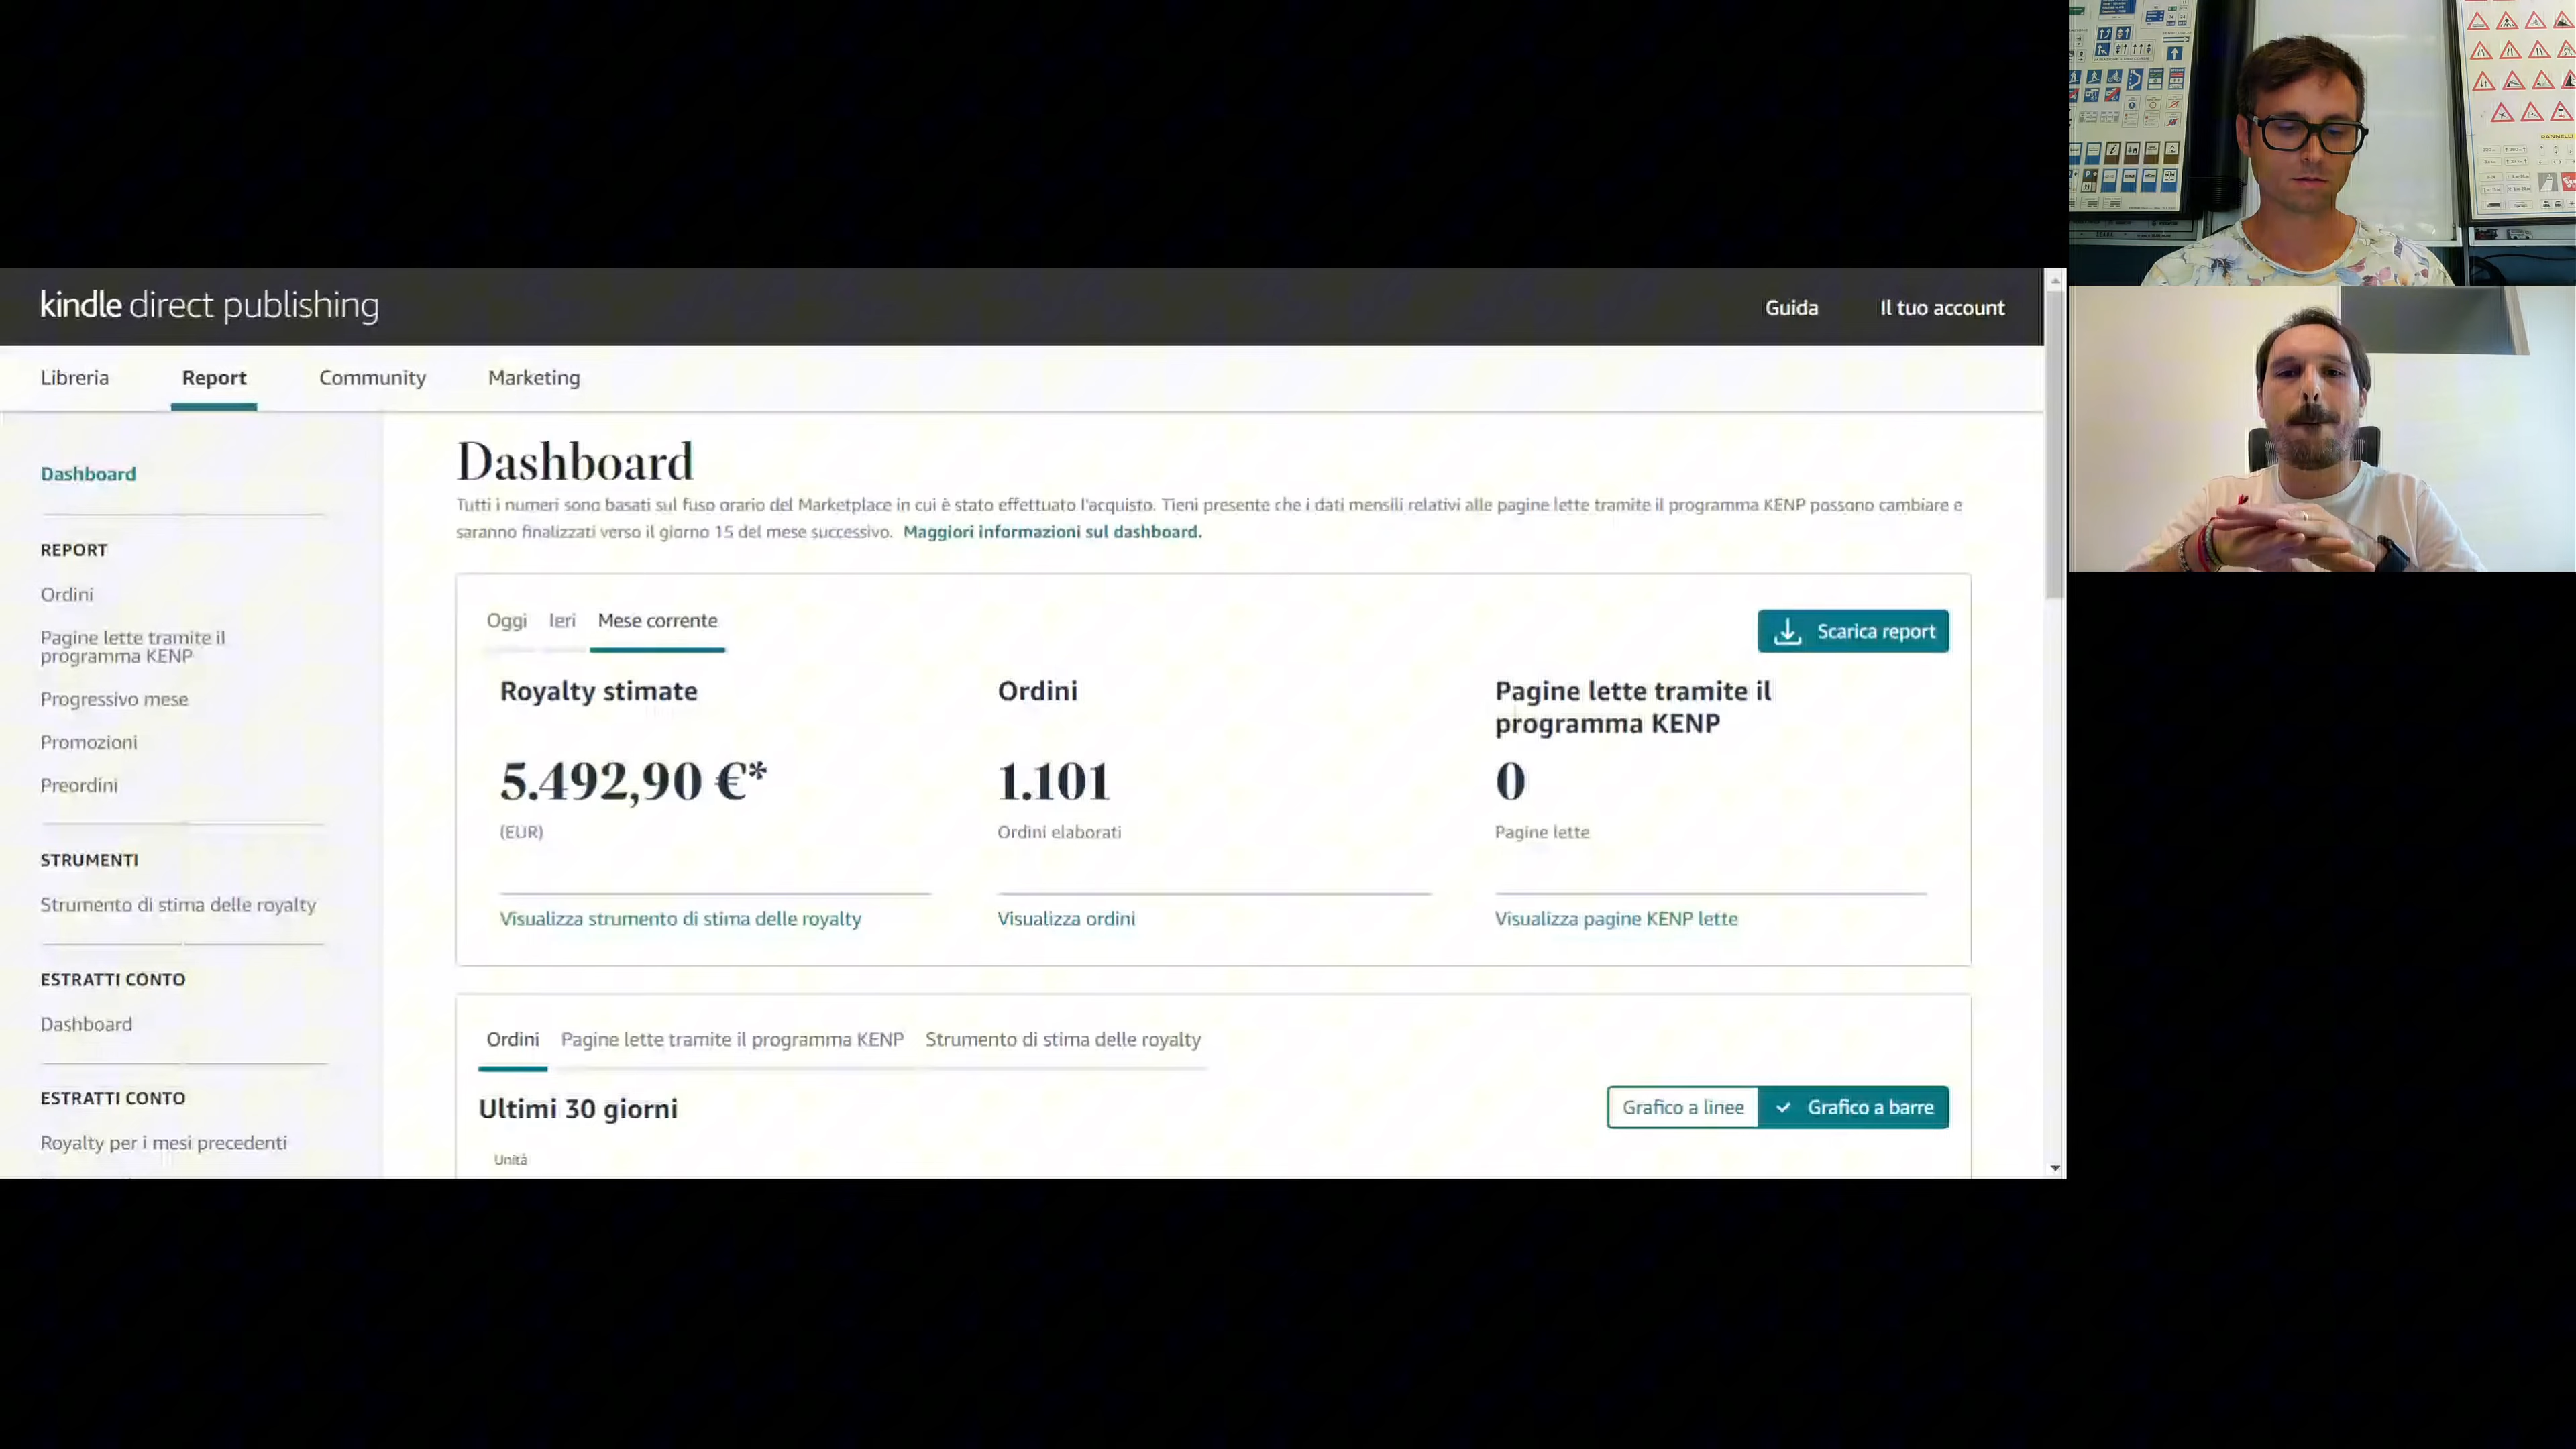 kindle direct publishing
Guida
Il tuo account
Libreria
Report
Community
Marketing
Dashboard
REPORT
Ordini
Pagine lette tramite il
programma KENP
Progressivo mese
Promozioni
Preordini
STRUMENTI
Strumento di stima delle royalty
ESTRATTI CONTO
Dashboard
ESTRATTI CONTO
Royalty per i mesi precedenti
Dashboard
Tutti i numeri sono basati sul fuso orario del Marketplace in cui è stato effettuato l'acquisto. Tieni presente che i dati mensili relativi alle pagine lette tramite il programma KENP possono cambiare e
saranno finalizzati verso il giorno 15 del mese successivo. Maggiori informazioni sul dashboard.
Oggi
Ieri
Mese corrente
Scarica report
Royalty stimate
5.492,90 €*
(EUR)
Visualizza strumento di stima delle royalty
Ordini
1.101
Ordini elaborati
Visualizza ordini
Pagine lette tramite il
programma KENP
0
Pagine lette
Visualizza pagine KENP lette
Ordini
Pagine lette tramite il programma KENP
Strumento di stima delle royalty
Ultimi 30 giorni
Grafico a linee
Grafico a barre
Unità
PANNELLI